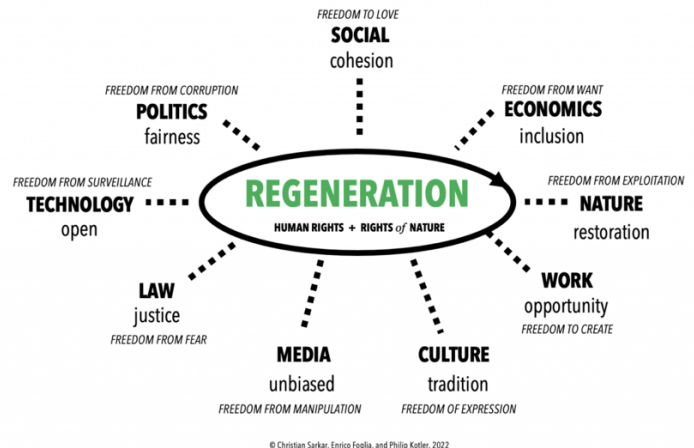 FREEDOM TO LOVE
SOCIAL
cohesion
FREEDOM FROM CORRUPTION
POLITICS
fairness
FREEDOM FROM WANT
ECONOMICS
inclusion
FREEDOM FROM SURVEILLANCE
TECHNOLOGY
open
REGENERATION
HUMAN RIGHTS + RIGHTS of NATURE
FREEDOM FROM EXPLOITATION
NATURE
restoration
LAW
justice
FREEDOM FROM FEAR
WORK
opportunity
FREEDOM TO CREATE
MEDIA
unbiased
FREEDOM FROM MANIPULATION
CULTURE
tradition
FREEDOM OF EXPRESSION
© Christian Sarkar, Enrico Foglia, and Philip Kotler, 2022